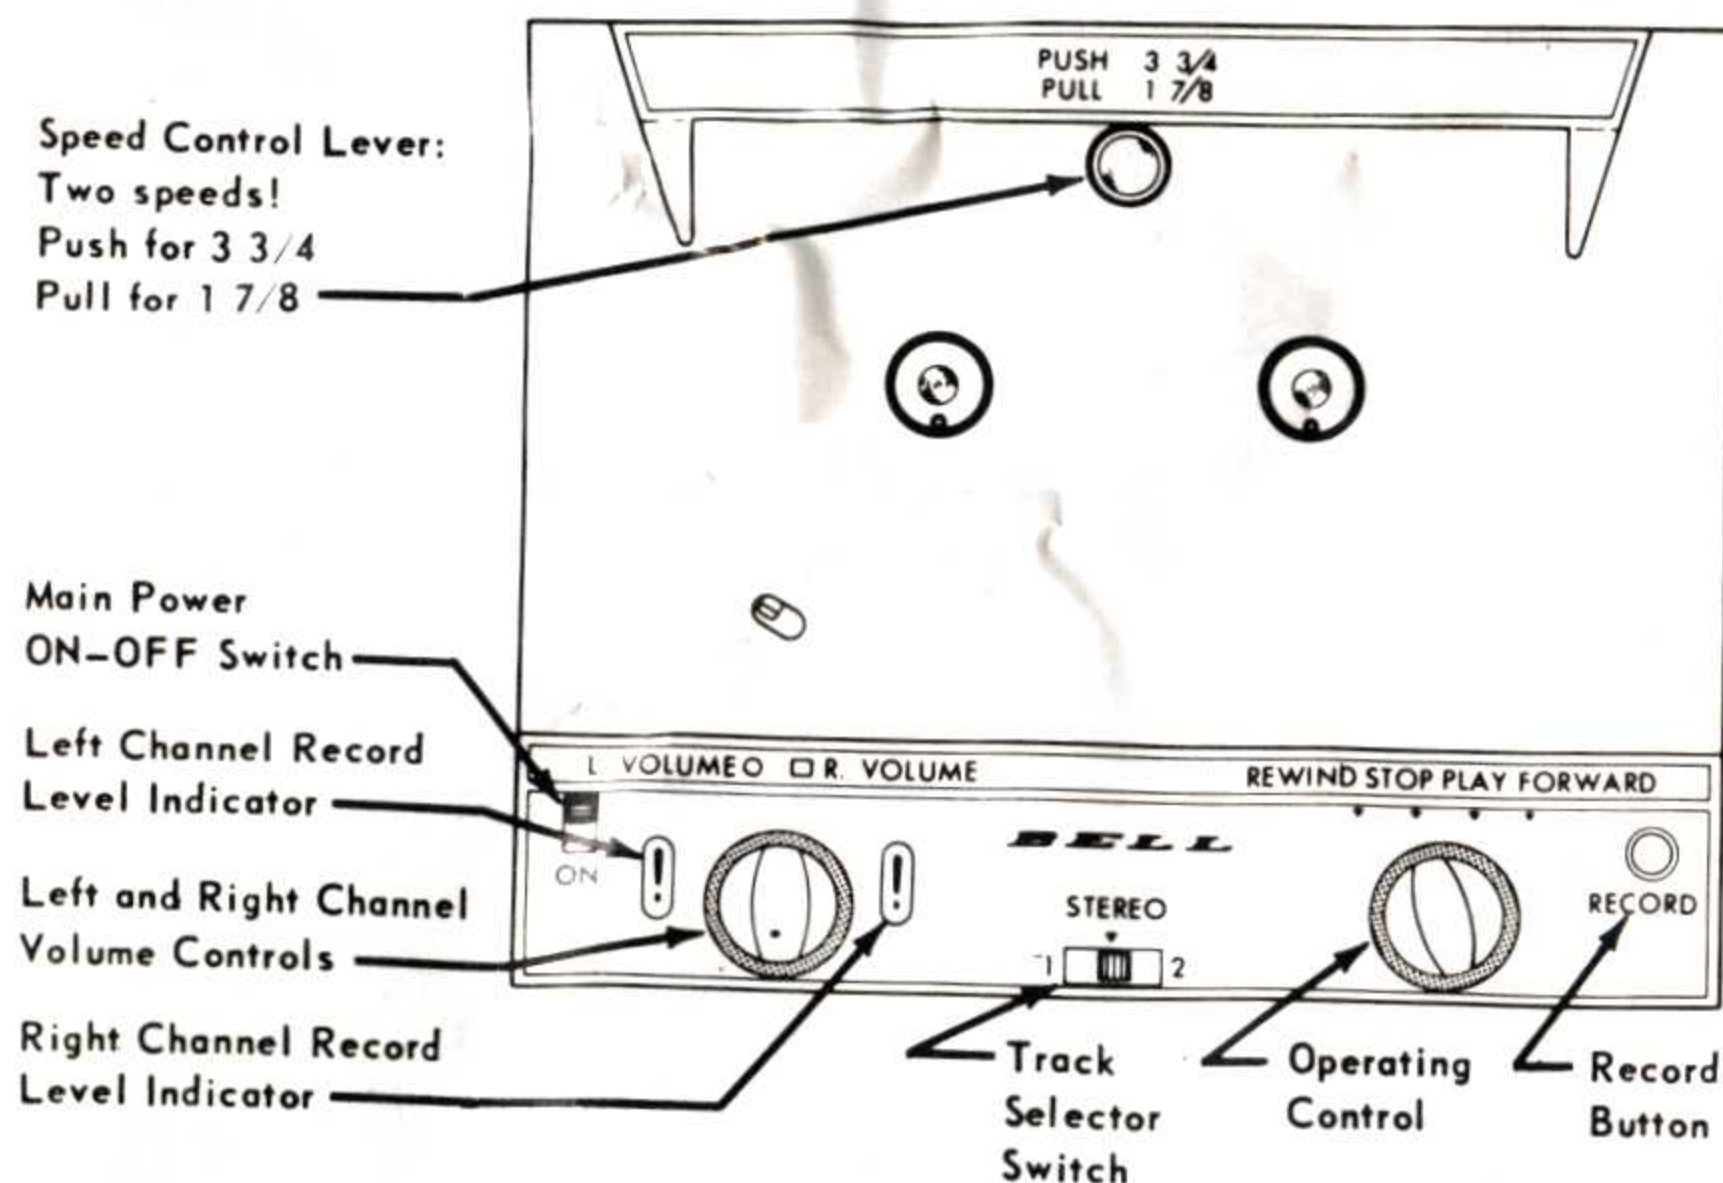 PUSH 3 3/4
PULL 1 7/8
Speed Control Lever:
Two speeds!
Push for 3 3/4
Pull for 1 7/8
Main Power
ON-OFF Switch
Left Channel Record
Level Indicator
Left and Right Channel
Volume Controls
Right Channel Record
Level Indicator
L VOLUME O □ R. VOLUME
REWIND STOP PLAY FORWARD
ON
BELL
STEREO
1 2
RECORD
Track
Selector
Switch
Operating
Control
Record
Button